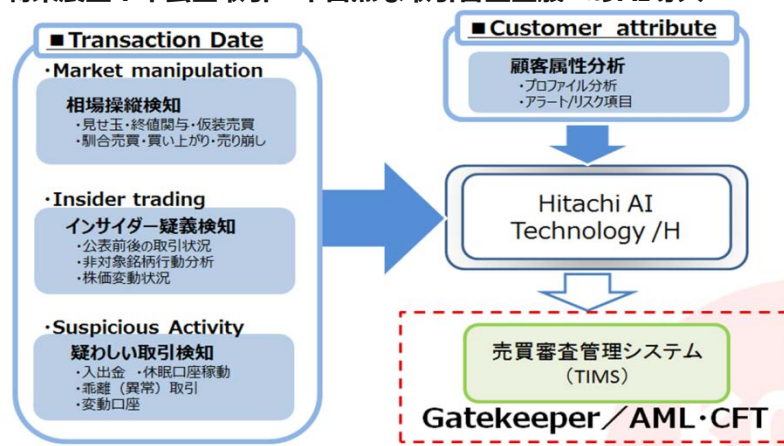 ■Transaction Date
・Market manipulation
相場操縦検知
・見せ玉・終値関与・仮装売買
・馴合売買・買い上がり・売り崩し
・Insider trading
インサイダー疑義検知
・公表前後の取引状況
・非対象銘柄行動分析
・株価変動状況
・Suspicious Activity
疑わしい取引検知
・入出金 ・休眠口座稼動
・乖離（異常）取引
・変動口座
■Customer attribute
顧客属性分析
・プロファイル分析
・アラート/リスク項目
Hitachi AI
Technology /H
売買審査管理システム
（TIMS）
Gatekeeper／AML・CFT